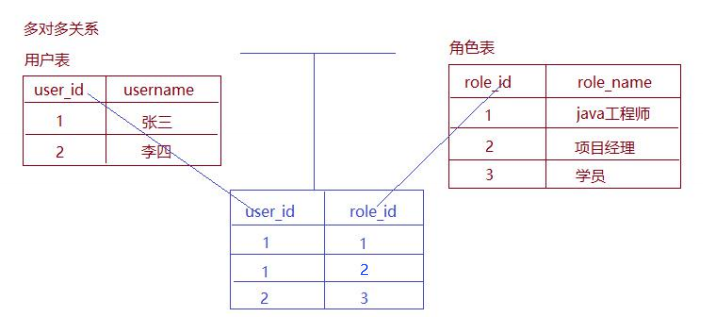 多对多关系
用户表
user_id username
1 张三
2 李四
角色表
role_id role_name
1 java工程师
2 项目经理
3 学员
user_id role_id
1 1
1 2
2 3